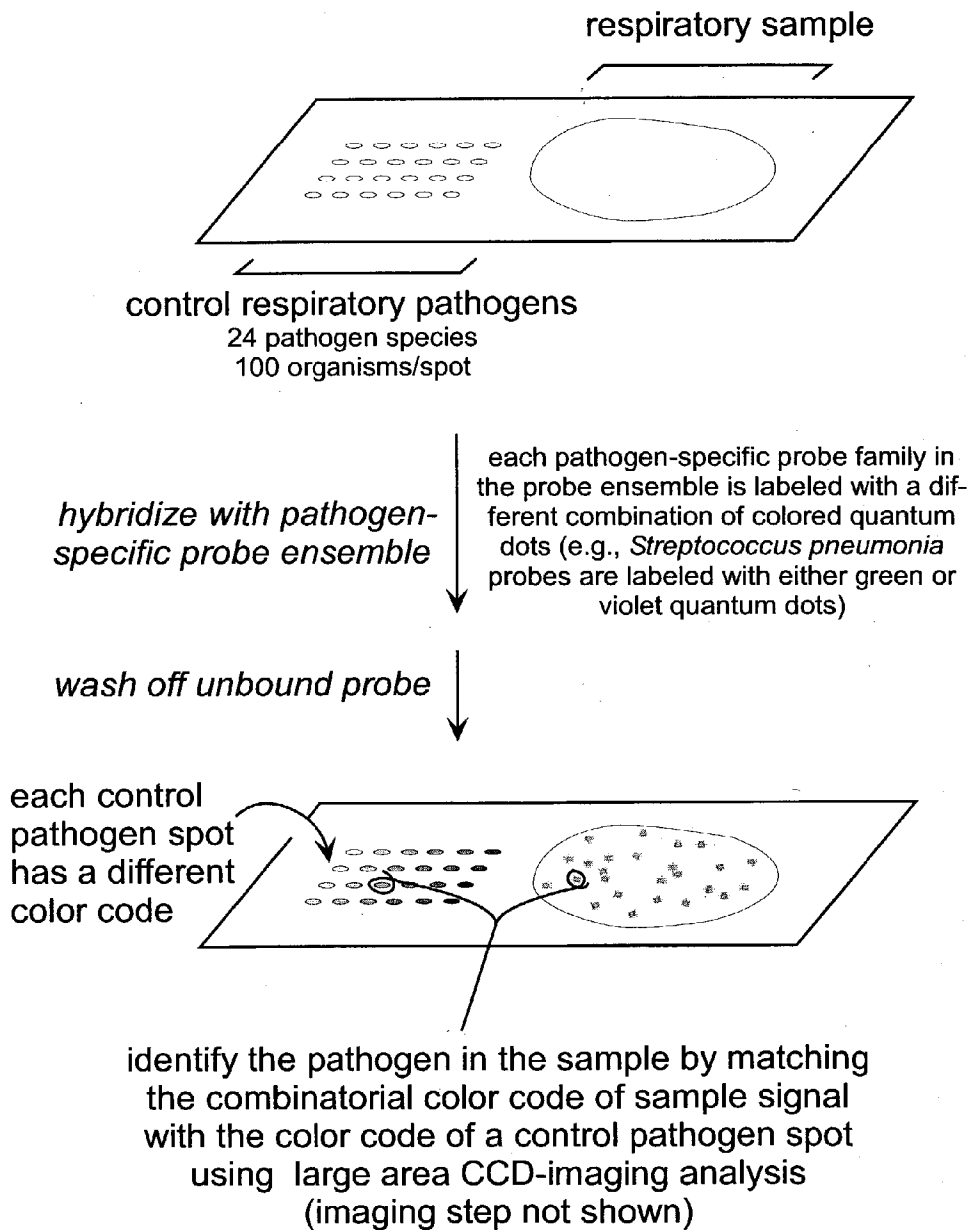 respiratory sample
control respiratory pathogens
24 pathogen species
100 organisms/spot
hybridize with pathogen-
specific probe ensemble
each pathogen-specific probe family in
the probe ensemble is labeled with a dif-
ferent combination of colored quantum
dots (e.g., Streptococcus pneumonia
probes are labeled with either green or
violet quantum dots)
wash off unbound probe
each control
pathogen spot
has a different
color code
identify the pathogen in the sample by matching
the combinatorial color code of sample signal
with the color code of a control pathogen spot
using large area CCD-imaging analysis
(imaging step not shown)